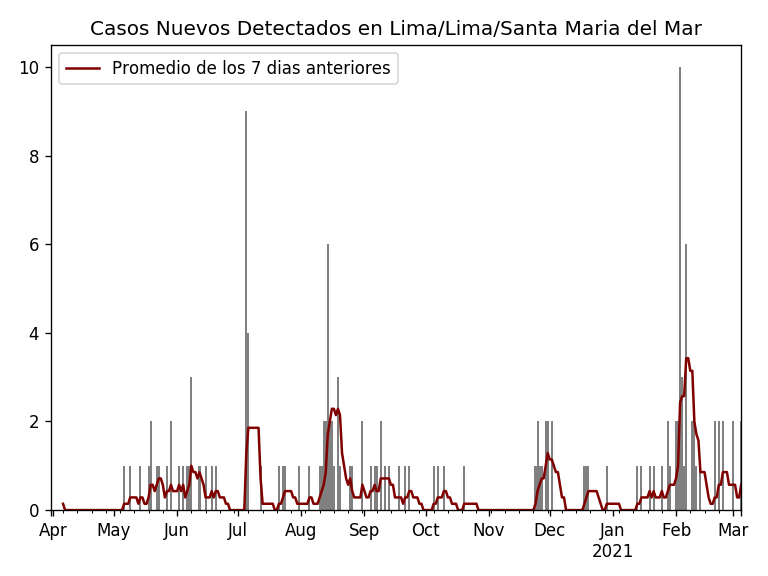 Casos Nuevos Detectados en Lima/Lima/Santa Maria del Mar
Promedio de los 7 dias anteriores
10
8
6
4
2
0
Apr May Jun Jul Aug Sep Oct Nov Dec Jan Feb Mar
2021